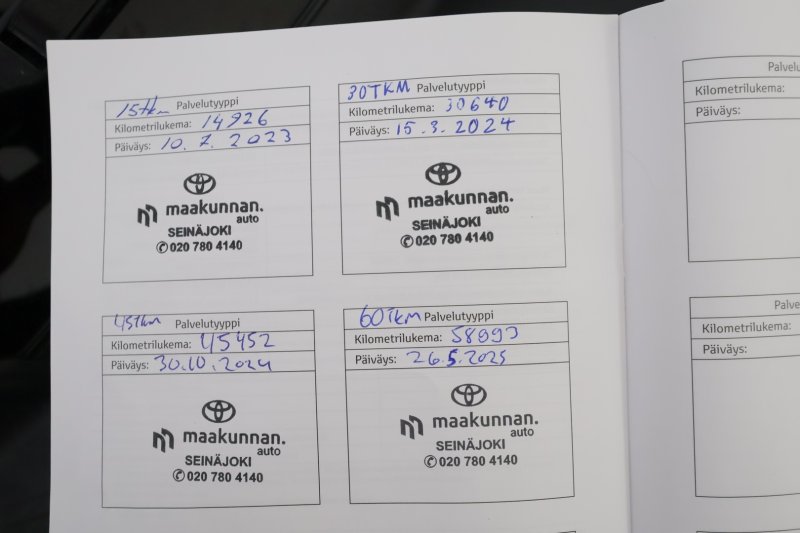 15tkm Palvelutyyppi
Kilometrilukema: 14926
Päiväys: 10.7.2023
maakunnan.
auto
SEINÄJOKI
✆020 780 4140
30TKM Palvelutyyppi
Kilometrilukema: 30640
Päiväys: 15.3.2024
maakunnan.
auto
SEINÄJOKI
✆020 780 4140
45TKm Palvelutyyppi
Kilometrilukema: 45452
Päiväys: 30.10.2024
maakunnan.
auto
SEINÄJOKI
✆020 780 4140
60TKM Palvelutyyppi
Kilometrilukema:
Päiväys: 26.5.2025
maakunnan.
auto
SEINÄJOKI
✆020 780 4140
Palvelu
Kilometrilukema:
Päiväys:
Palve
Kilometrilukema:
Päiväys: